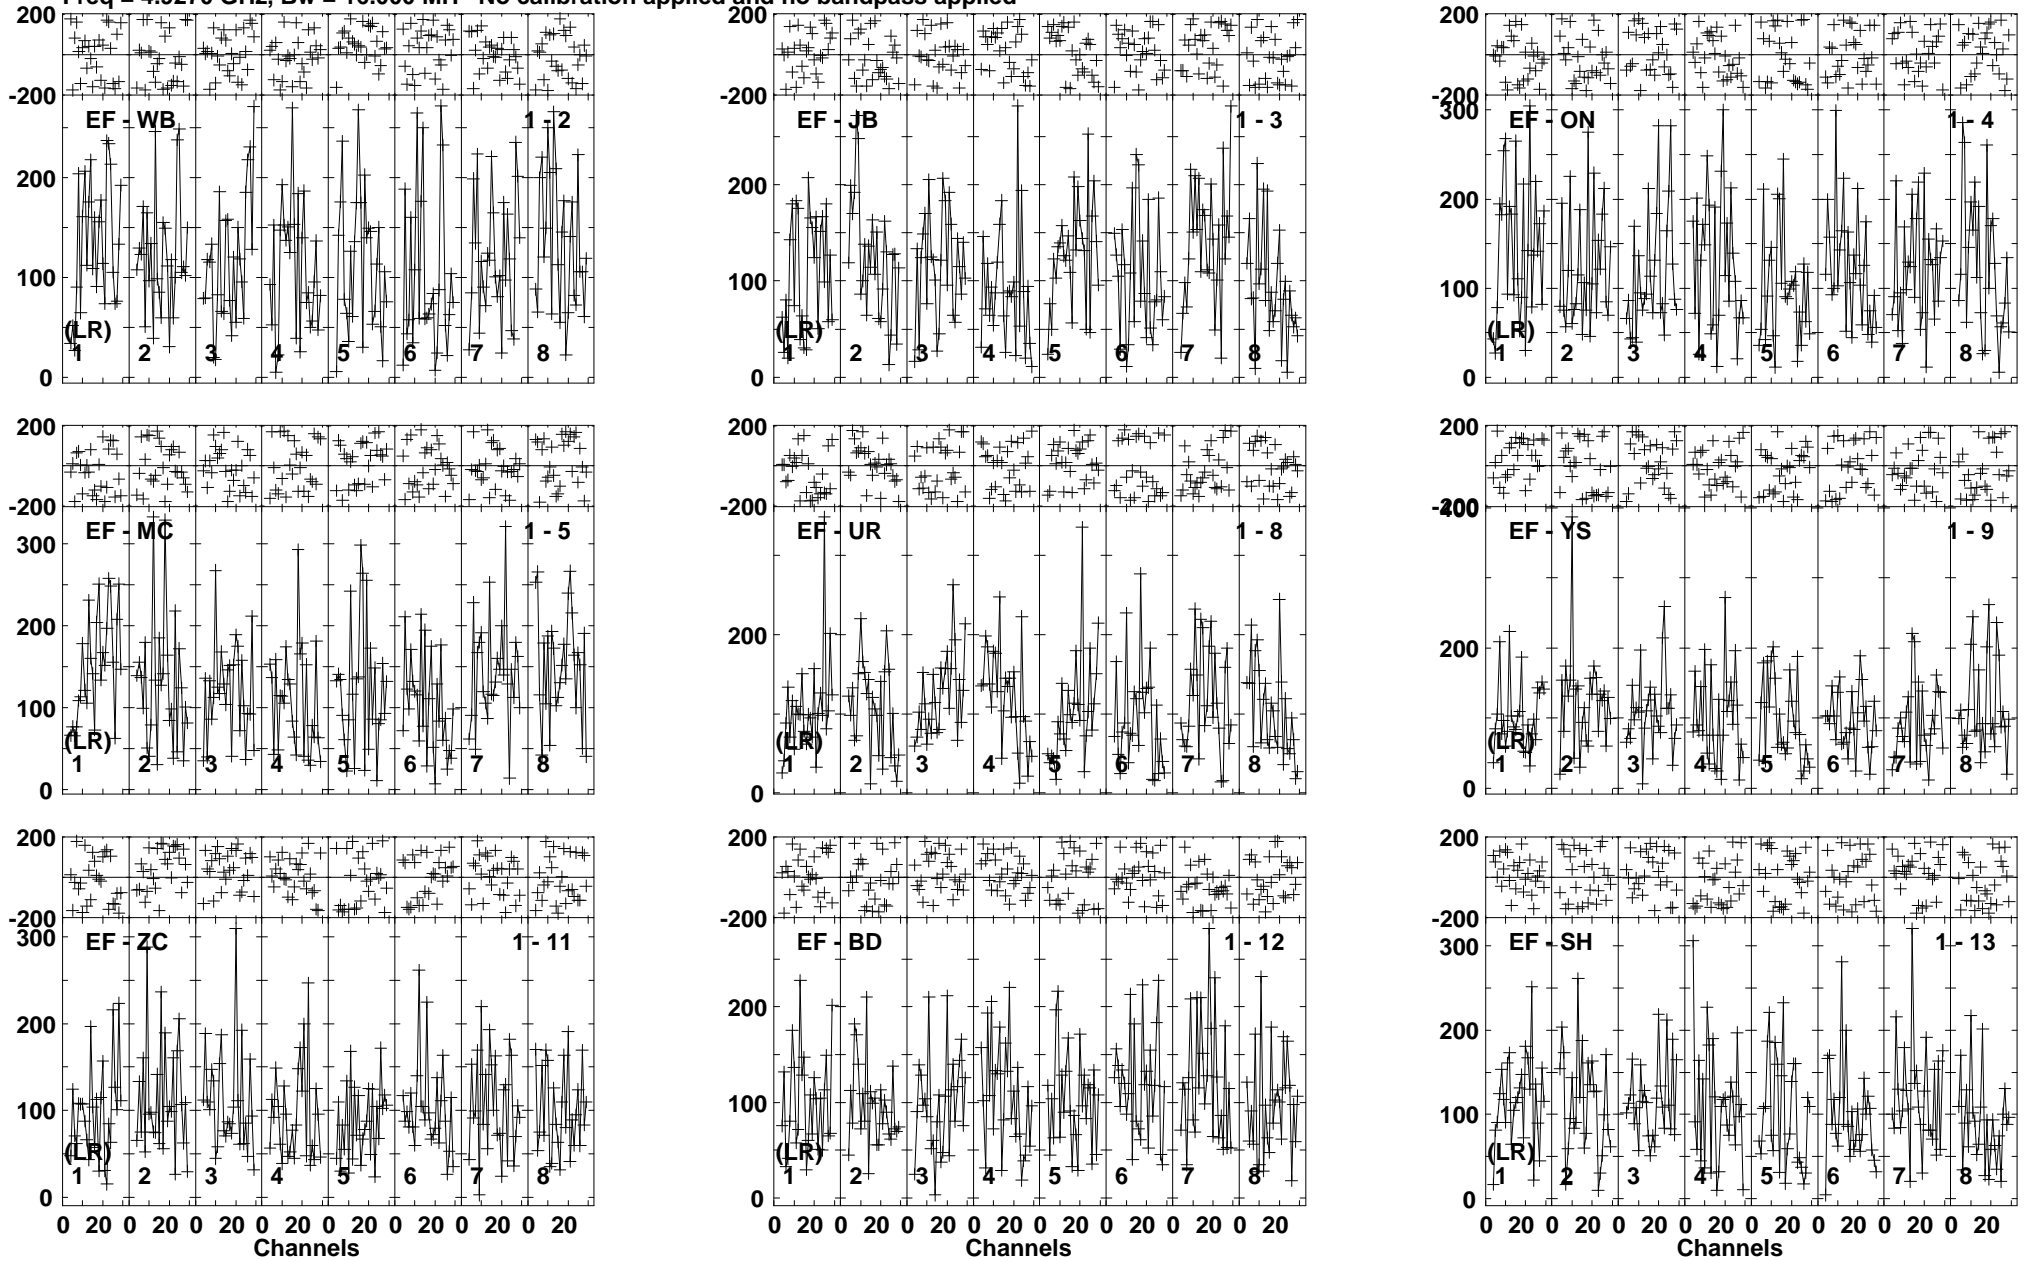 No calibration applied and no bandpass applied
200 200 200
-200 -200 -200
EF - WB 1 - 2 EF - JB 1 - 3 300 EF - ON 1 - 4
200 200 200
100 100 100
(LR) (LR) (LR)
1 2 3 4 5 6 7 8 1 2 3 4 5 6 7 8 1 2 3 4 5 6 7 8
0 0 0
200 200 200
-200 -200 -200
400
EF - MC 1 - 5 EF - UR 1 - 8 EF - YS 1 - 9
300
200 200 200
100
(LR) (LR) (LR)
1 2 3 4 5 6 7 8 1 2 3 4 5 6 7 8 1 2 3 4 5 6 7 8
0 0 0
200 200 200
-200 -200 -200
300 EF - ZC 1 - 11 EF - BD 1 - 12 300 EF - SH 1 - 13
200 200 200
100 100 100
(LR) (LR) (LR)
1 2 3 4 5 6 7 8 1 2 3 4 5 6 7 8 1 2 3 4 5 6 7 8
0 0 0
0 20 0 20 0 20 0 20 0 20 0 20 0 20 0 20 0 20 0 20 0 20 0 20 0 20 0 20 0 20 0 20 0 20 0 20 0 20 0 20 0 20 0 20 0 20 0 20
Channels Channels Channels